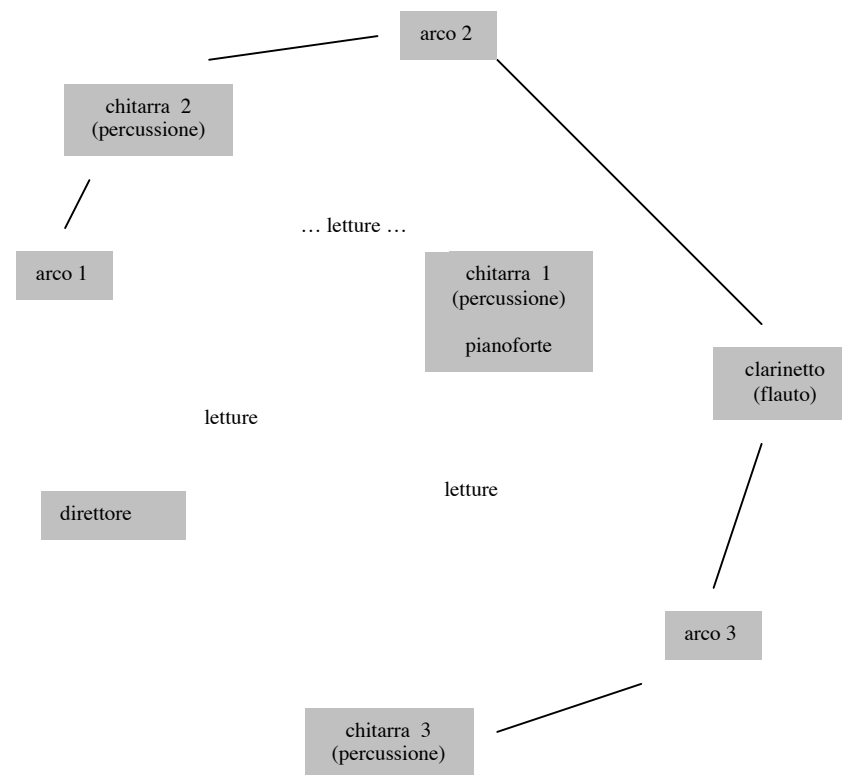 arco 2
chitarra 2
(percussione)
… letture …
arco 1
chitarra 1
(percussione)
pianoforte
clarinetto
(flauto)
letture
letture
direttore
arco 3
chitarra 3
(percussione)